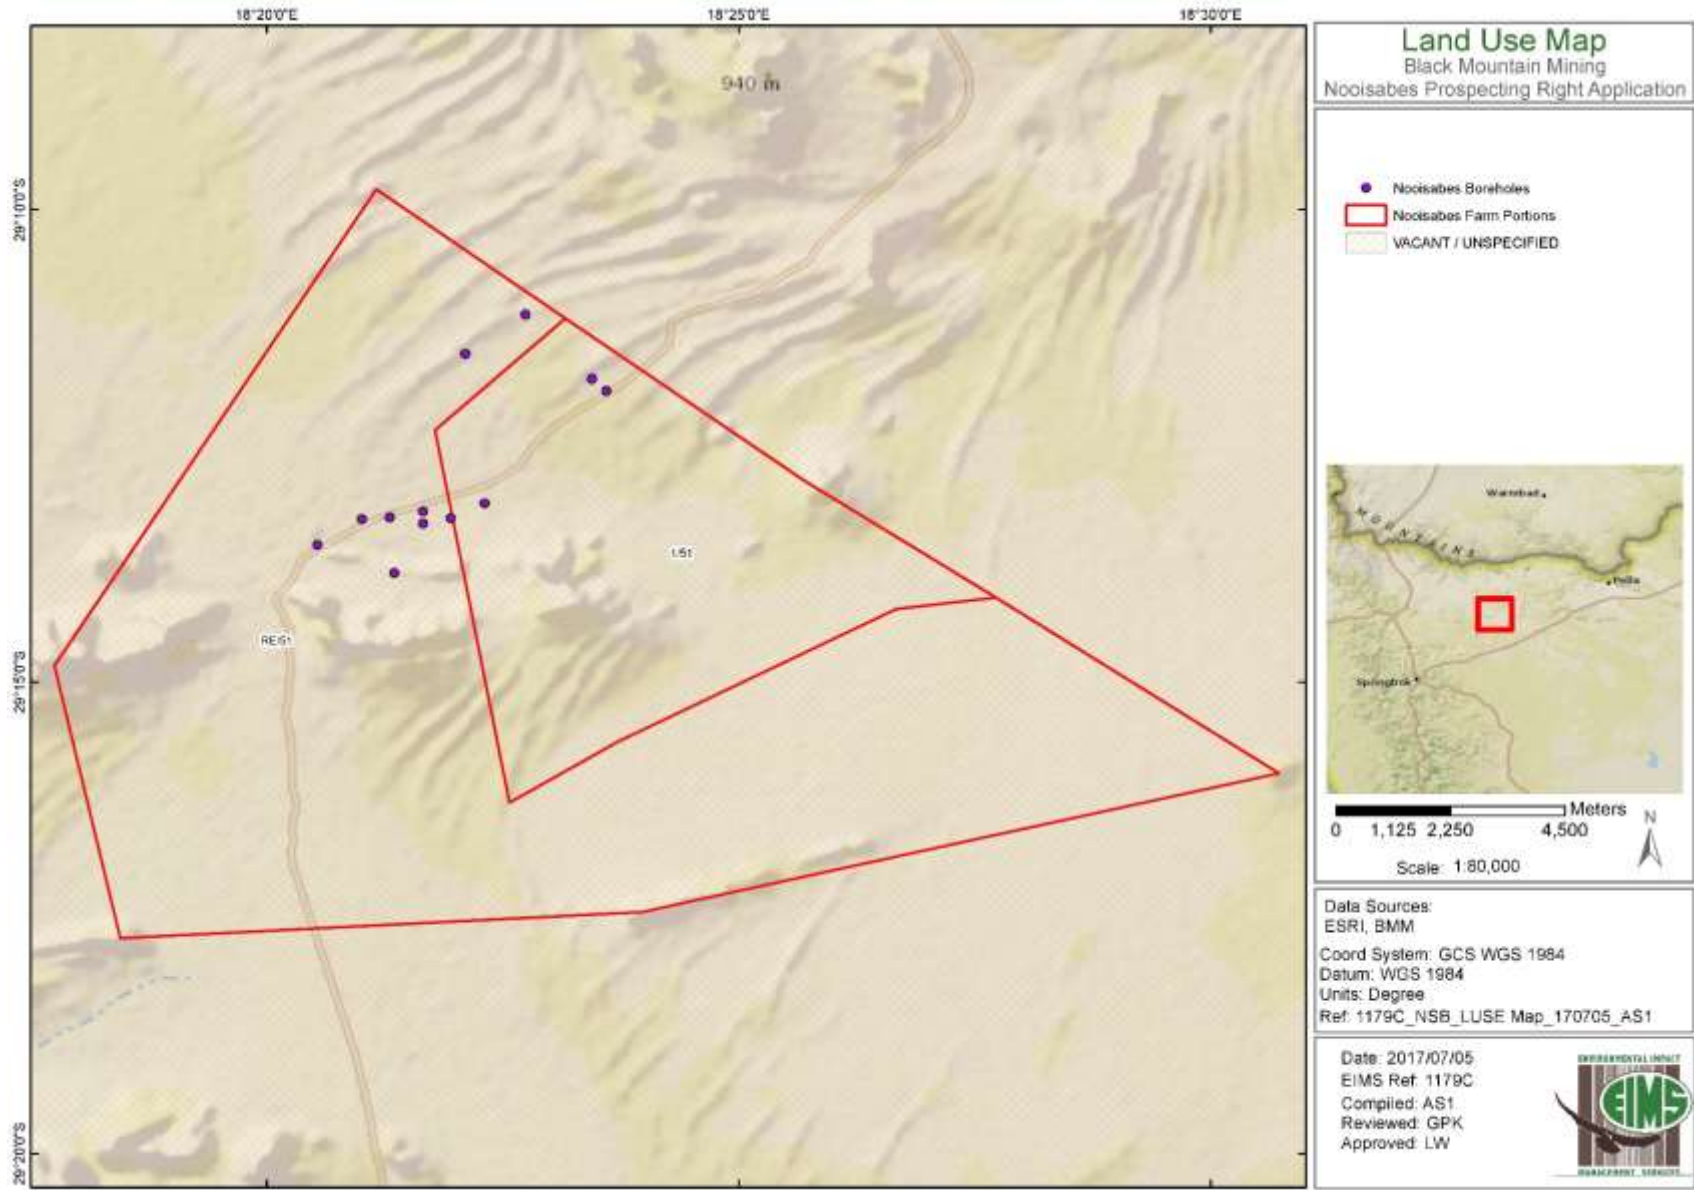 18°20'0"E 18°25'0"E 18°30'0"E
29°10'0"S
29°15'0"S
29°20'0"S
940 m
1/51
RE/51
Land Use Map
Black Mountain Mining
Nooisabes Prospecting Right Application
Nooisabes Boreholes
Nooisabes Farm Portions
VACANT / UNSPECIFIED
Warmbad
MOUNTAINS
Pella
Springbok
Meters
0 1,125 2,250 4,500
N
Scale: 1:80,000
Data Sources:
ESRI, BMM
Coord System: GCS WGS 1984
Datum: WGS 1984
Units: Degree
Ref: 1179C_NSB_LUSE Map_170705_AS1
Date: 2017/07/05
EIMS Ref: 1179C
Compiled: AS1
Reviewed: GPK
Approved: LW
ENVIRONMENTAL IMPACT
EIMS
MANAGEMENT SERVICES